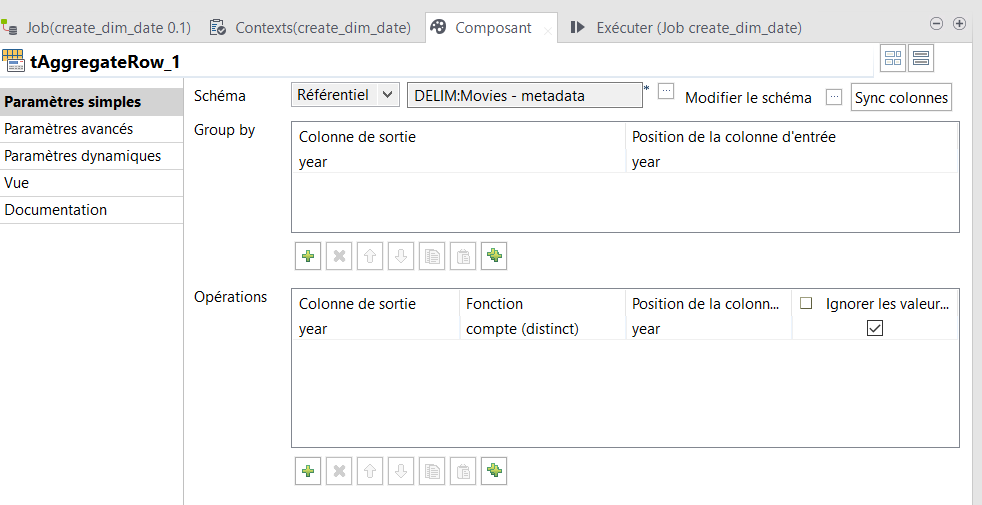 Job(create_dim_date 0.1) Contexts(create_dim_date) Composant Exécuter (Job create_dim_date)
tAggregateRow_1
Paramètres simples
Paramètres avancés
Paramètres dynamiques
Vue
Documentation
Schéma Référentiel DELIM:Movies - metadata * ... Modifier le schéma ... Sync colonnes
Group by
Colonne de sortie Position de la colonne d'entrée
year year
Opérations
Colonne de sortie Fonction Position de la colonn... Ignorer les valeur...
year compte (distinct) year